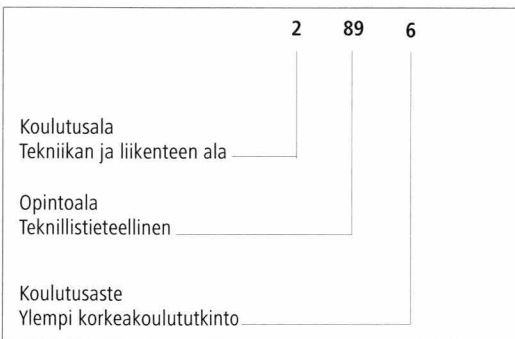 2 89 6
Koulutusala
Tekniikan ja liikenteen ala
Opintoala
Teknillistieteellinen
Koulutusaste
Ylempi korkeakoulututkinto